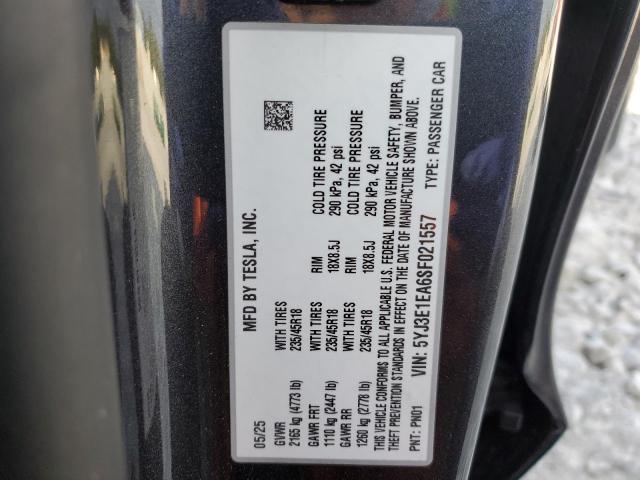 MFD BY TESLA, INC.
05/25
GVWR WITH TIRES RIM COLD TIRE PRESSURE
2165 kg (4773 lb) 235/45R18 18X8.5J 290 kPa, 42 psi
GAWR FRT WITH TIRES RIM COLD TIRE PRESSURE
1110 kg (2447 lb) 235/45R18 18X8.5J 290 kPa, 42 psi
GAWR RR
1260 kg (2778 lb)
THIS VEHICLE CONFORMS TO ALL APPLICABLE U.S. FEDERAL MOTOR VEHICLE SAFETY, BUMPER, AND
THEFT PREVENTION STANDARDS IN EFFECT ON THE DATE OF MANUFACTURE SHOWN ABOVE.
VIN: 5YJ3E1EA6SF021557 TYPE: PASSENGER CAR
PNT: PN01